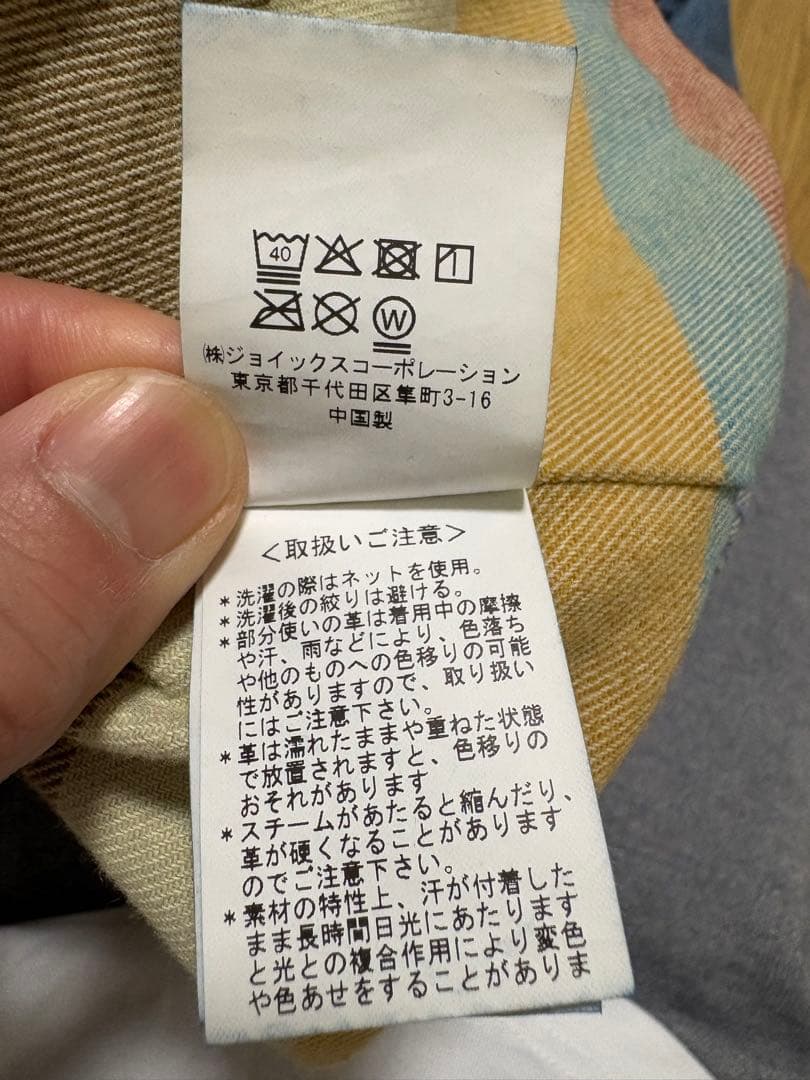 40
W
㈱ジョイックスコーポレーション
東京都千代田区隼町3-16
中国製
＜取扱いご注意＞
*洗濯の際はネットを使用。
*洗濯後の絞りは避ける。
*部分使いの革は着用中の摩擦
や汗、雨などにより、色落ち
や他のものへの色移りの可能
性がありますので、取り扱い
にはご注意下さい。
*革は濡れたままや重ねた状態
で放置されますと、色移りの
おそれがあります
*スチームがあたると縮んだり、
革が硬くなることがあります
のでご注意下さい。
*素材の特性上、汗が付着した
まま長時間日光にあたります
と光との複合作用により変色
や色あせをすることがありま